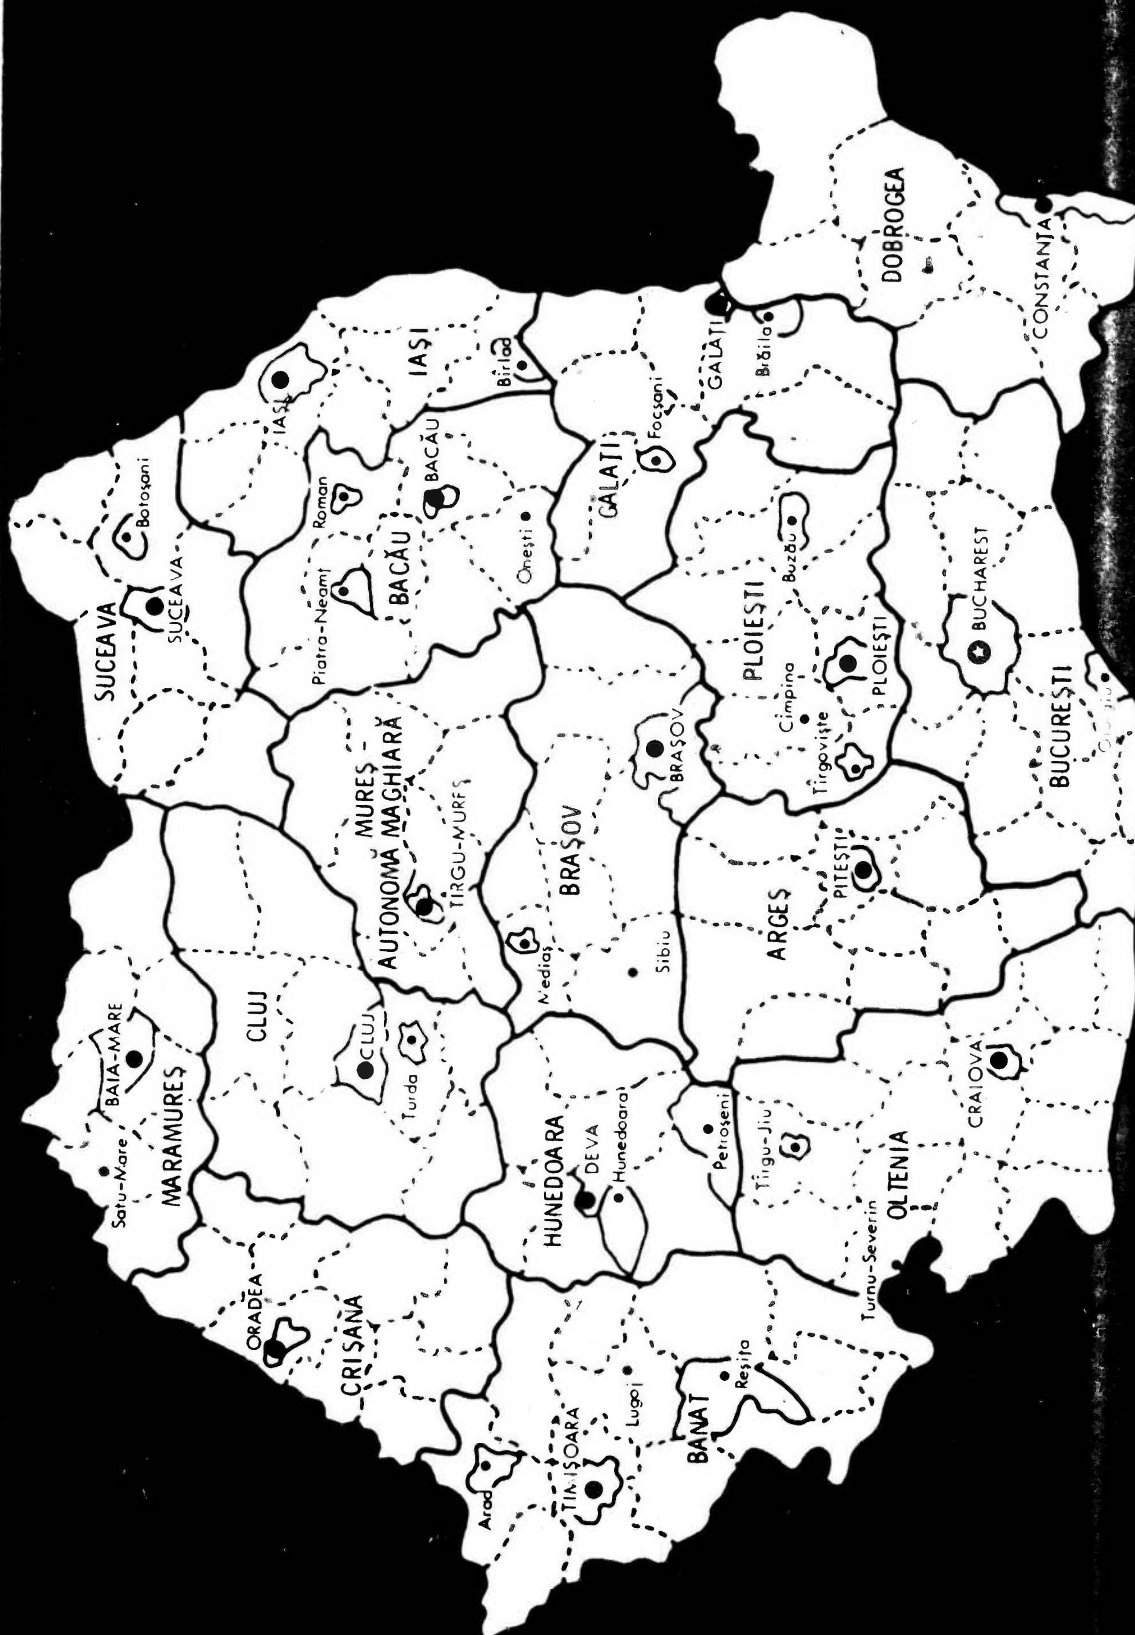 SUCEAVA
Botoşani
SUCEAVA
MARAMUREŞ
BAIA-MARE
Satu-Mare
IAŞI
IAŞI
Bîrlad
CLUJ
CLUJ
Turda
CRIŞANA
ORADEA
BACĂU
Roman
Piatra-Neamţ
BACĂU
Oneşti
MUREŞ-
AUTONOMĂ MAGHIARĂ
TÎRGU-MUREŞ
HUNEDOARA
DEVA
Hunedoara
Petroşeni
BRAŞOV
Mediaş
Sibiu
BRAŞOV
GALAŢI
Focşani
GALAŢI
Brăila
BANAT
TIMIŞOARA
Arad
Lugoj
Reşiţa
PLOIEŞTI
Buzău
Cîmpina
PLOIEŞTI
Tîrgovişte
ARGEŞ
PITEŞTI
OLTENIA
Tîrgu-Jiu
CRAIOVA
Turnu-Severin
BUCUREŞTI
BUCHAREST
DOBROGEA
CONSTANŢA